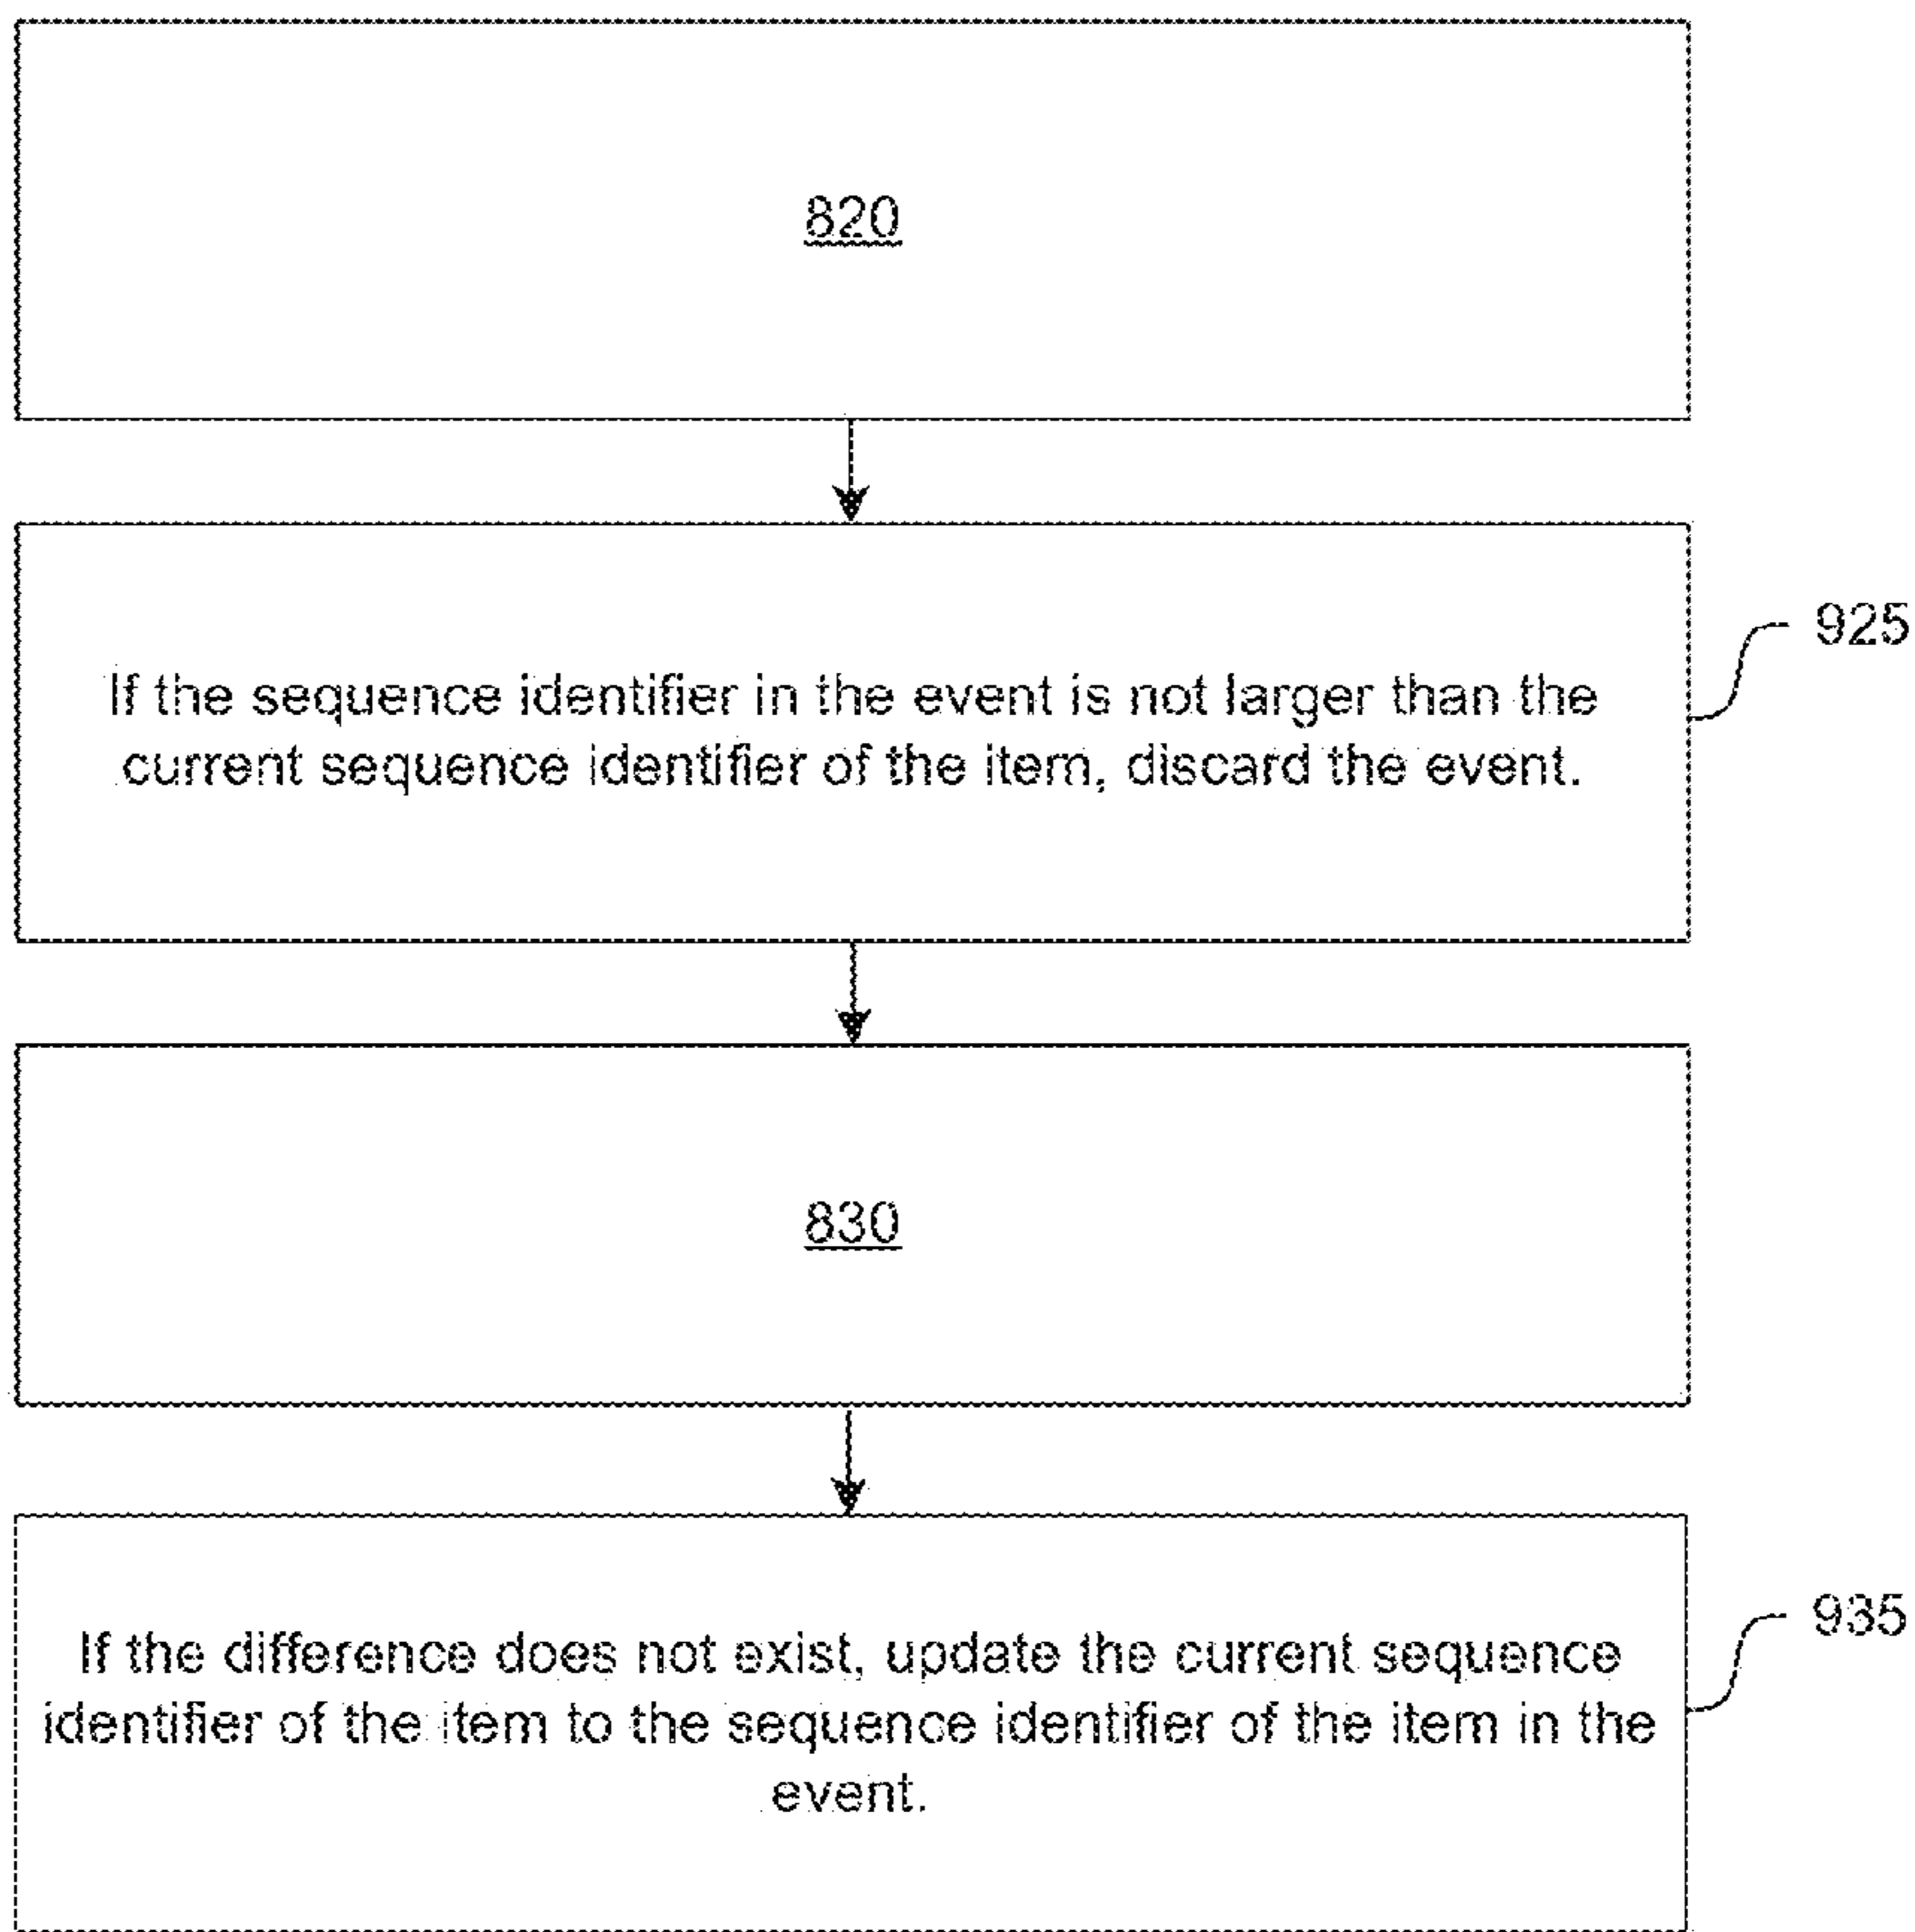 820
925
If the sequence identifier in the event is not larger than the
current sequence identifier of the item, discard the event.
830
935
If the difference does not exist, update the current sequence
identifier of the item to the sequence identifier of the item in the
event.